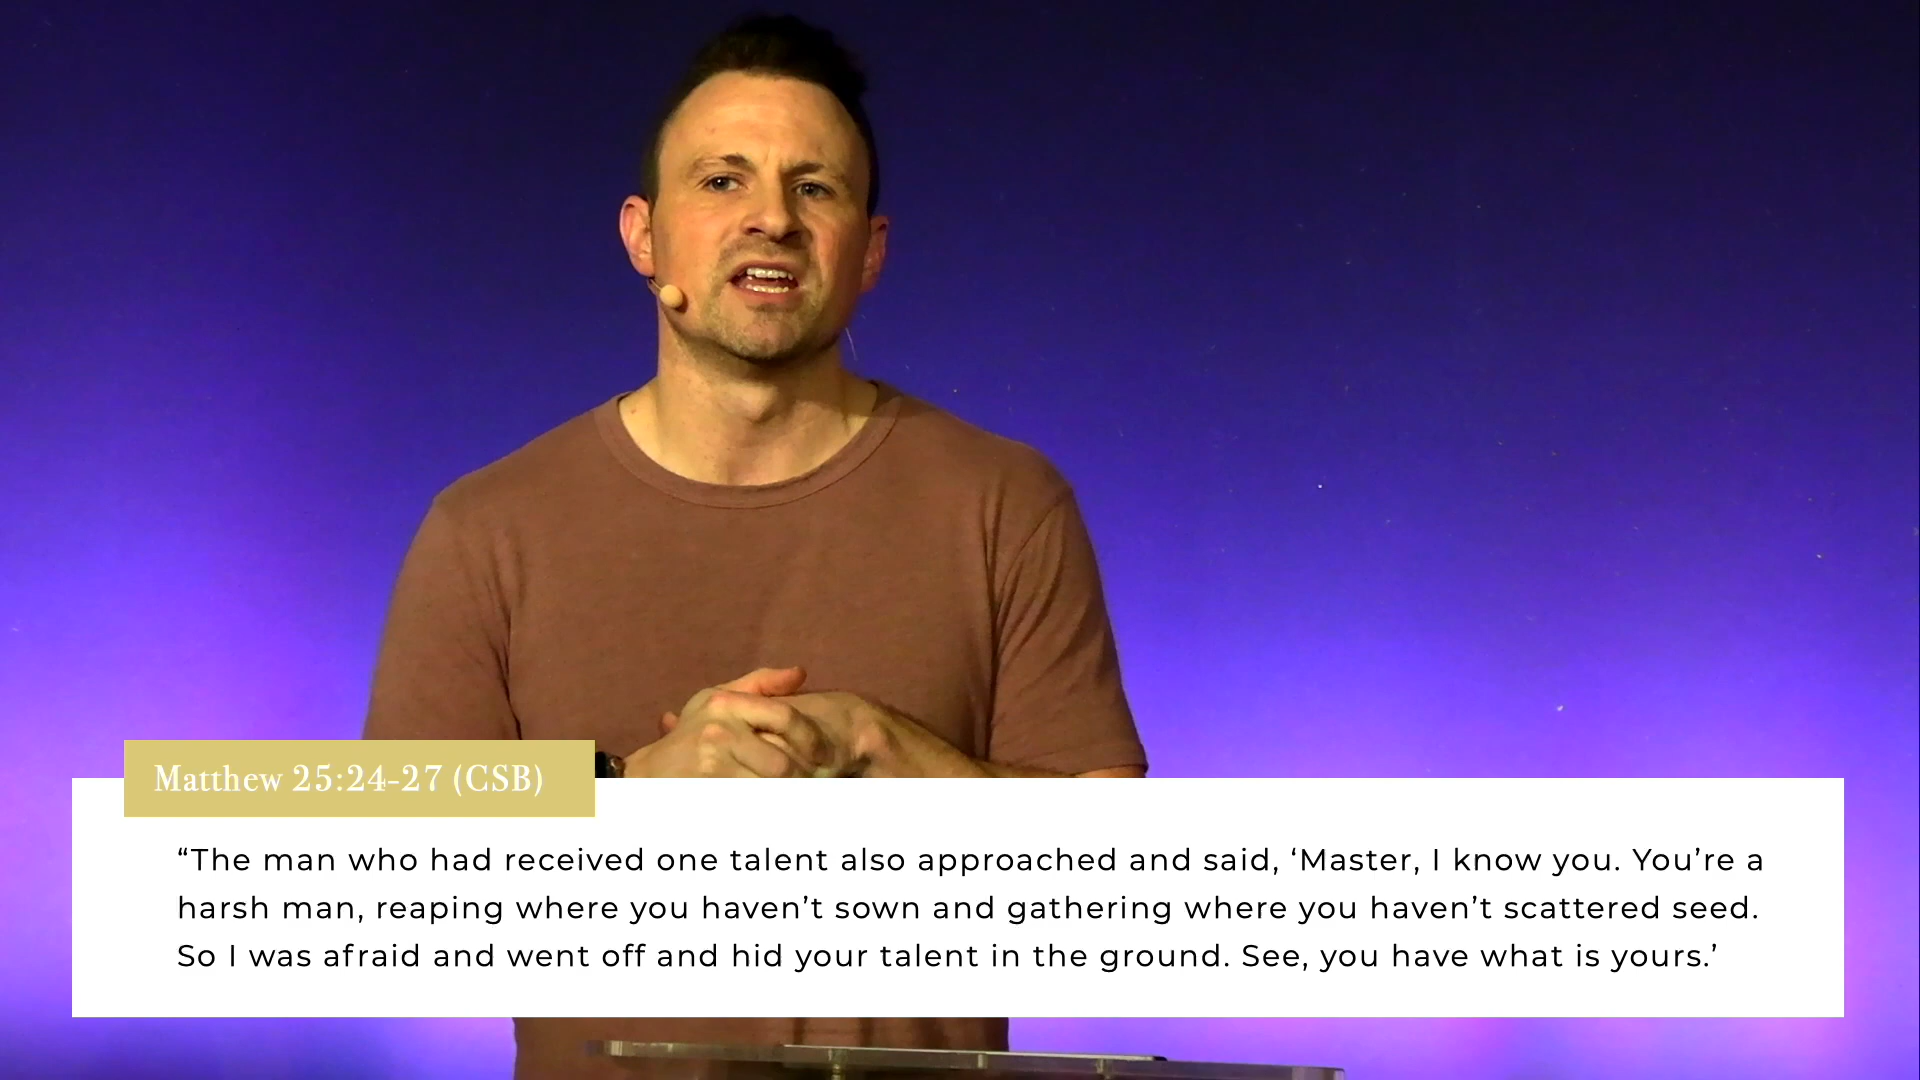 Matthew 25:24-27 (CSB)
“The man who had received one talent also approached and said, ‘Master, I know you. You’re a
harsh man, reaping where you haven’t sown and gathering where you haven’t scattered seed.
So I was afraid and went off and hid your talent in the ground. See, you have what is yours.’